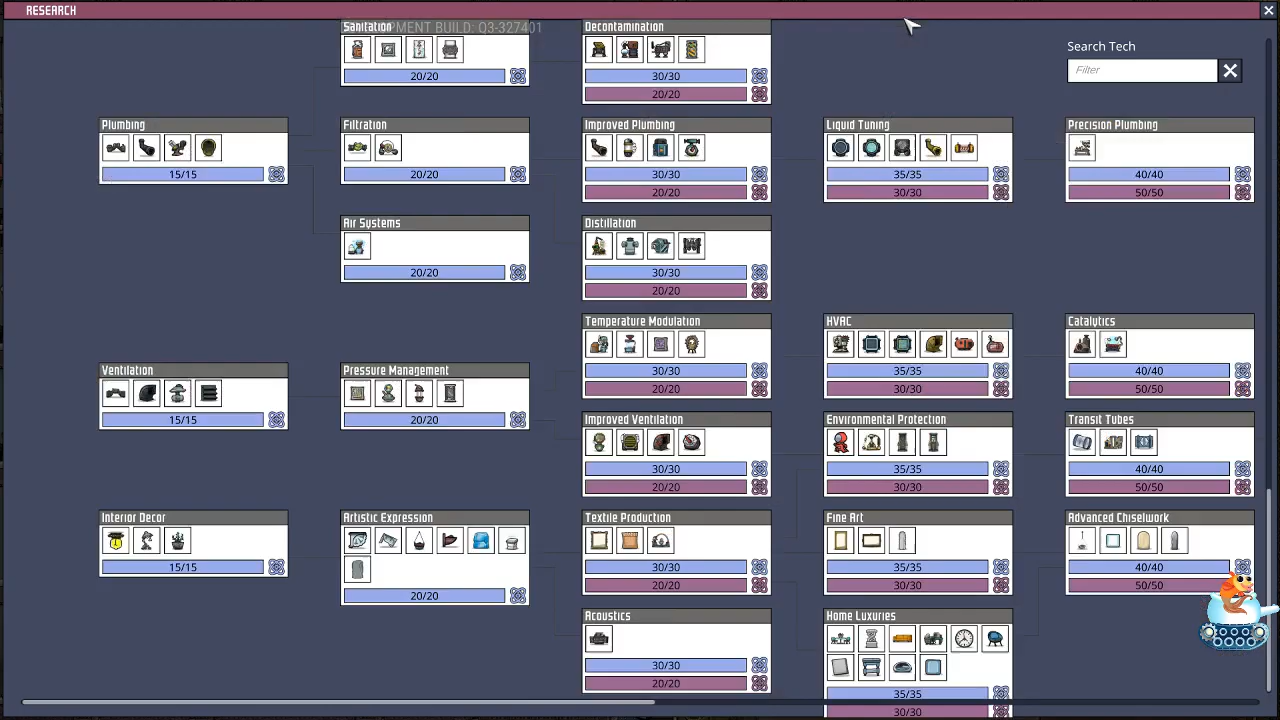 RESEARCH
PMENT BUILD: Q3-327401
Search Tech
Filter
Sanitation
20/20
Decontamination
30/30
20/20
Plumbing
15/15
Filtration
20/20
Improved Plumbing
30/30
20/20
Liquid Tuning
35/35
30/30
Precision Plumbing
40/40
50/50
Air Systems
20/20
Distillation
30/30
20/20
Temperature Modulation
30/30
20/20
HVAC
35/35
30/30
Catalytics
40/40
50/50
Ventilation
15/15
Pressure Management
20/20
Improved Ventilation
30/30
20/20
Environmental Protection
35/35
30/30
Transit Tubes
40/40
50/50
Interior Decor
15/15
Artistic Expression
20/20
Textile Production
30/30
20/20
Fine Art
35/35
30/30
Advanced Chiselwork
40/40
50/50
Acoustics
30/30
20/20
Home Luxuries
35/35
30/30